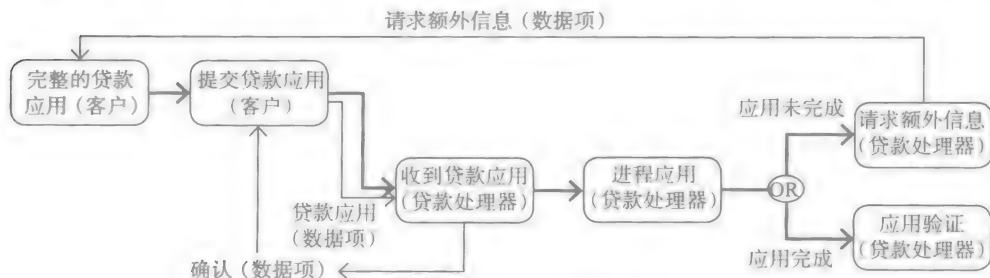 请求额外信息(数据项)
完整的贷款
应用(客户)
提交贷款应用
(客户)
应用未完成
请求额外信息
(贷款处理器)
收到贷款应用
(贷款处理器)
进程应用
(贷款处理器)
OR
贷款应用
(数据项)
应用验证
(贷款处理器)
应用完成
确认(数据项)